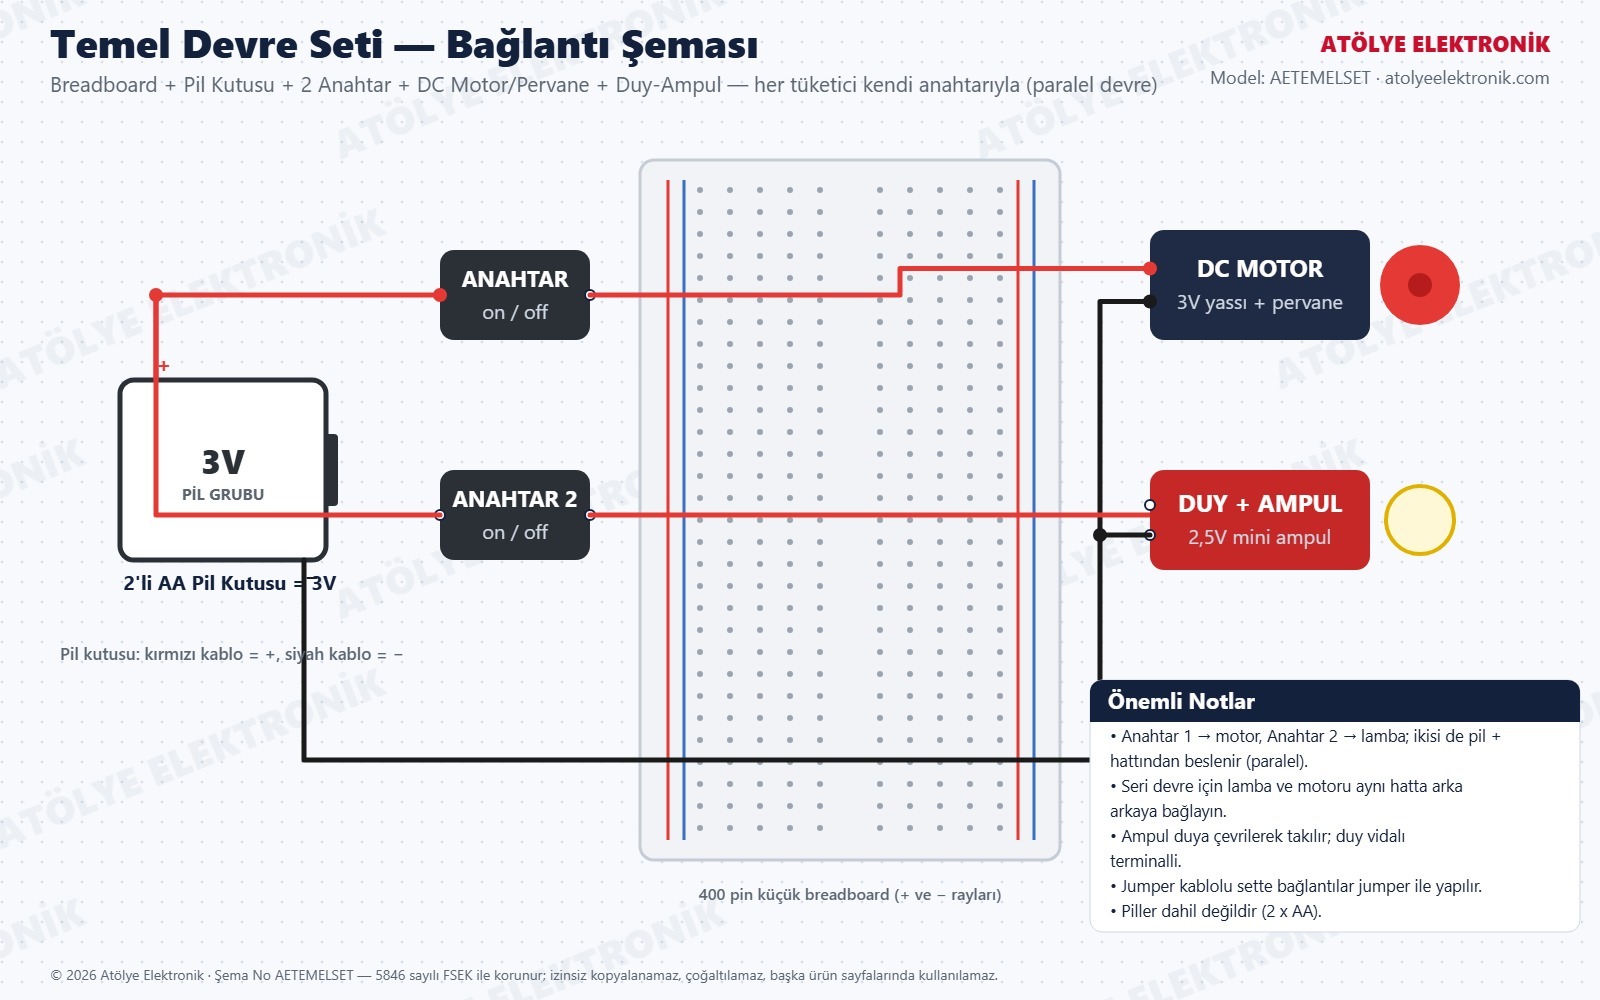 Temel Devre Seti — Bağlantı Şeması
ATÖLYE ELEKTRONİK
Breadboard + Pil Kutusu + 2 Anahtar + DC Motor/Pervane + Duy-Ampul — her tüketici kendi anahtarıyla (paralel devre)
Model: AETEMELSET · atolyeelektronik.com
ANAHTAR
on / off
DC MOTOR
3V yassı + pervane
+
3V
PİL GRUBU
ANAHTAR 2
on / off
DUY + AMPUL
2,5V mini ampul
−
2'li AA Pil Kutusu = 3V
Pil kutusu: kırmızı kablo = +, siyah kablo = −
Önemli Notlar
• Anahtar 1 → motor, Anahtar 2 → lamba; ikisi de pil +
hattından beslenir (paralel).
• Seri devre için lamba ve motoru aynı hatta arka
arkaya bağlayın.
• Ampul duya çevrilerek takılır; duy vidalı
terminalli.
• Jumper kablolu sette bağlantılar jumper ile yapılır.
• Piller dahil değildir (2 x AA).
400 pin küçük breadboard (+ ve − rayları)
© 2026 Atölye Elektronik · Şema No AETEMELSET — 5846 sayılı FSEK ile korunur; izinsiz kopyalanamaz, çoğaltılamaz, başka ürün sayfalarında kullanılamaz.
ATÖLYE ELEKTRONİK